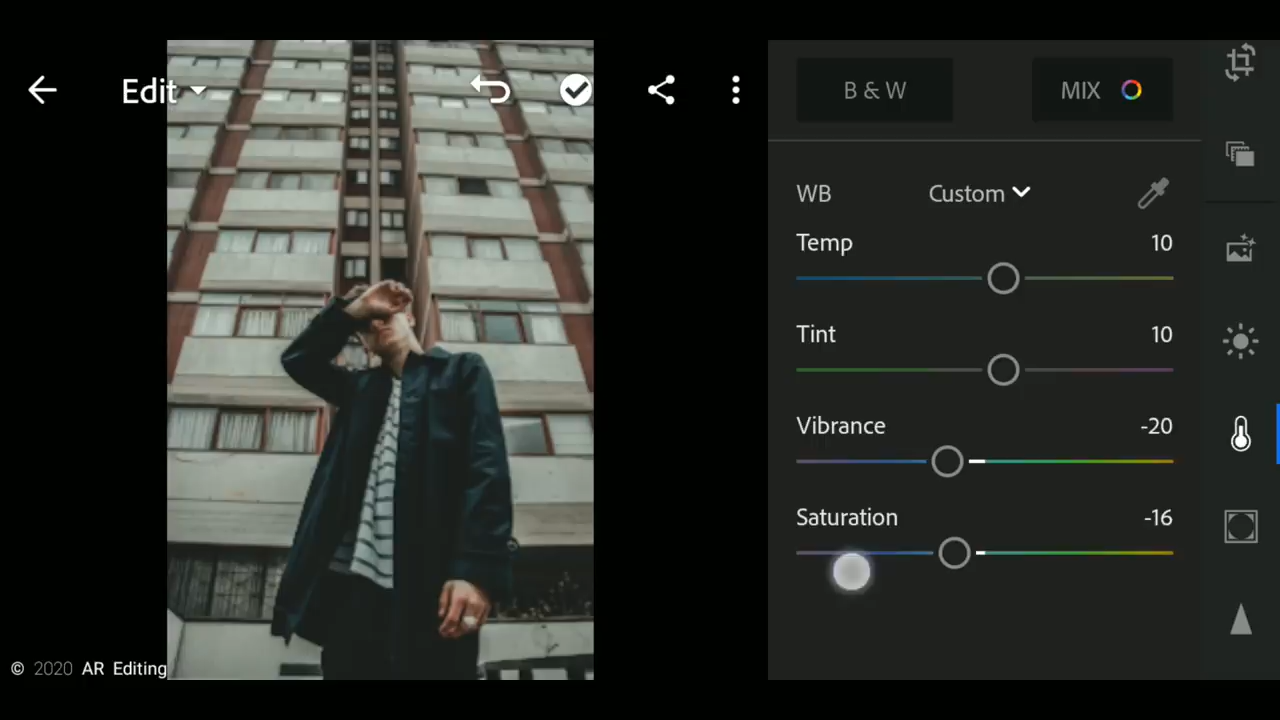 Edit
B & W
MIX
WB
Custom
Temp
10
Tint
10
Vibrance
-20
Saturation
-16
© 2020 AR Editing